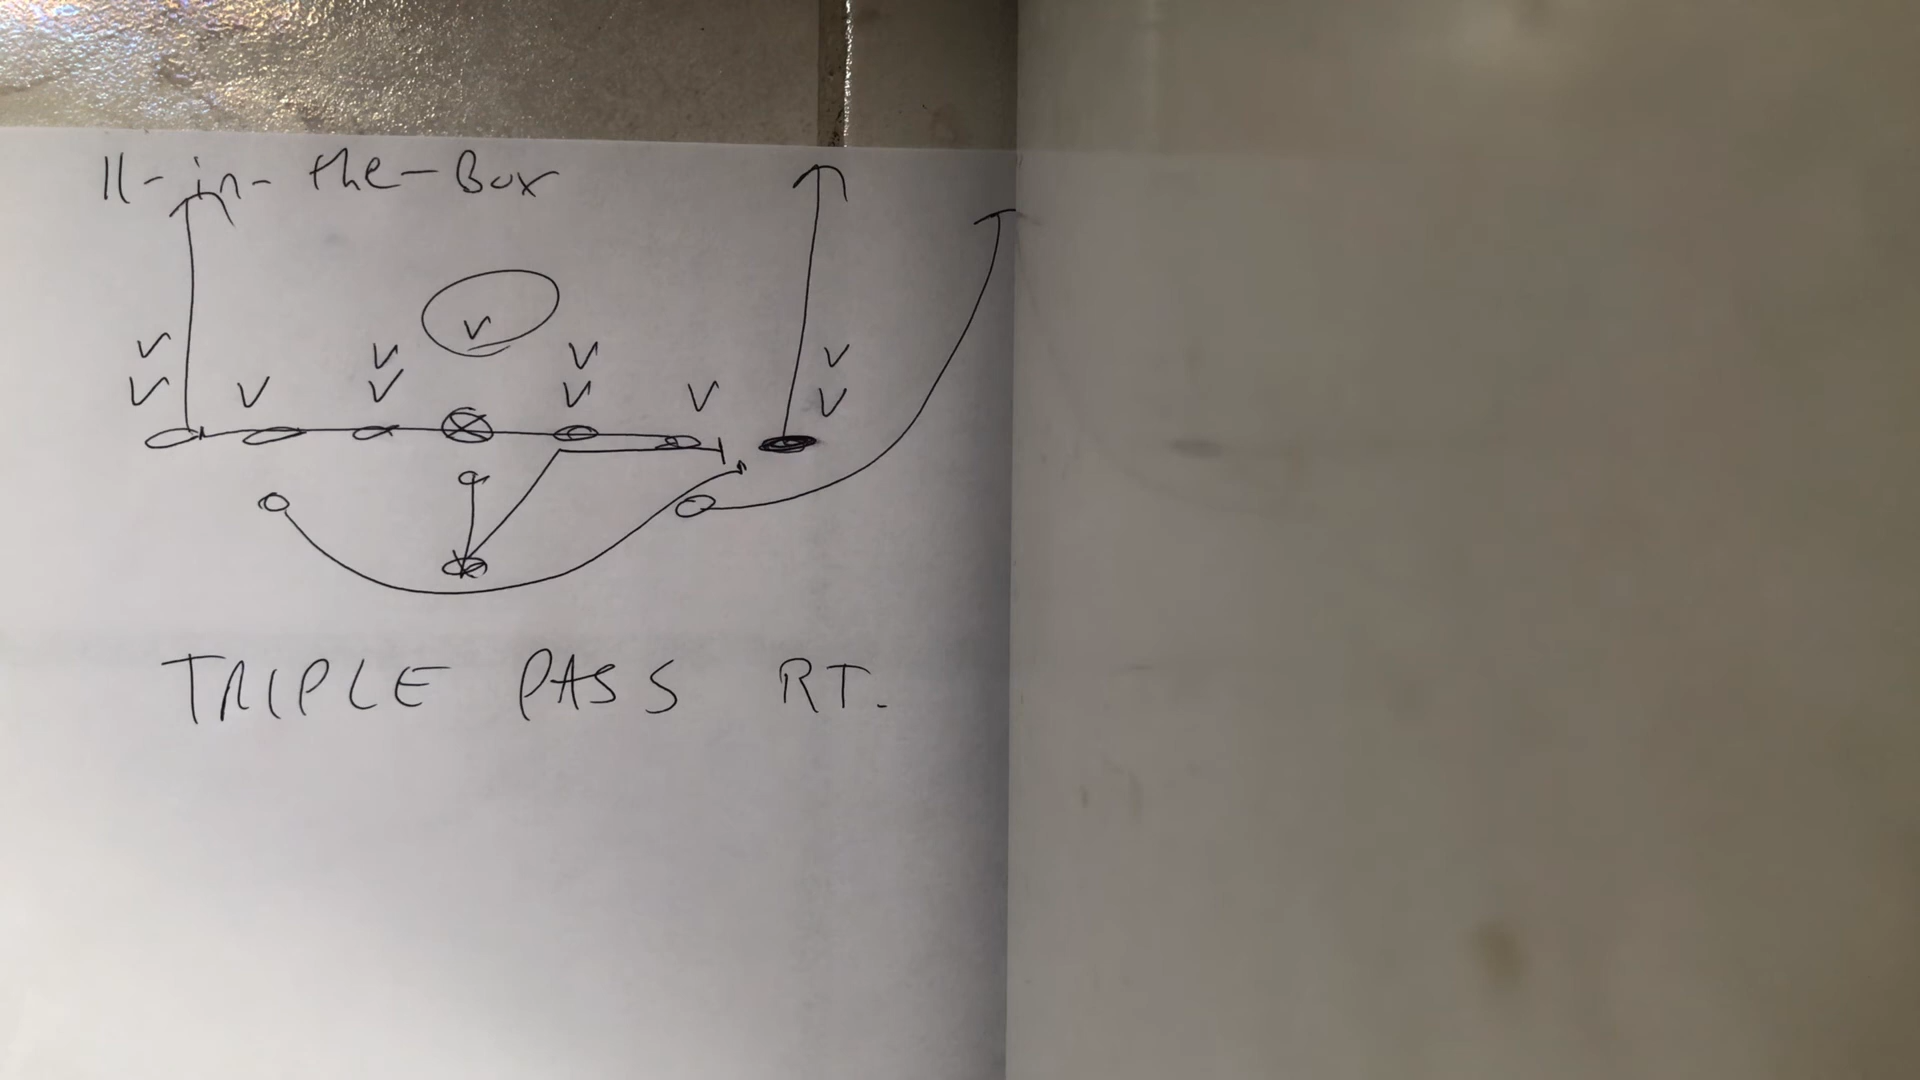 11-in-the-Box
V
V V
V V V V
V V V V V
TRIPLE PASS RT.